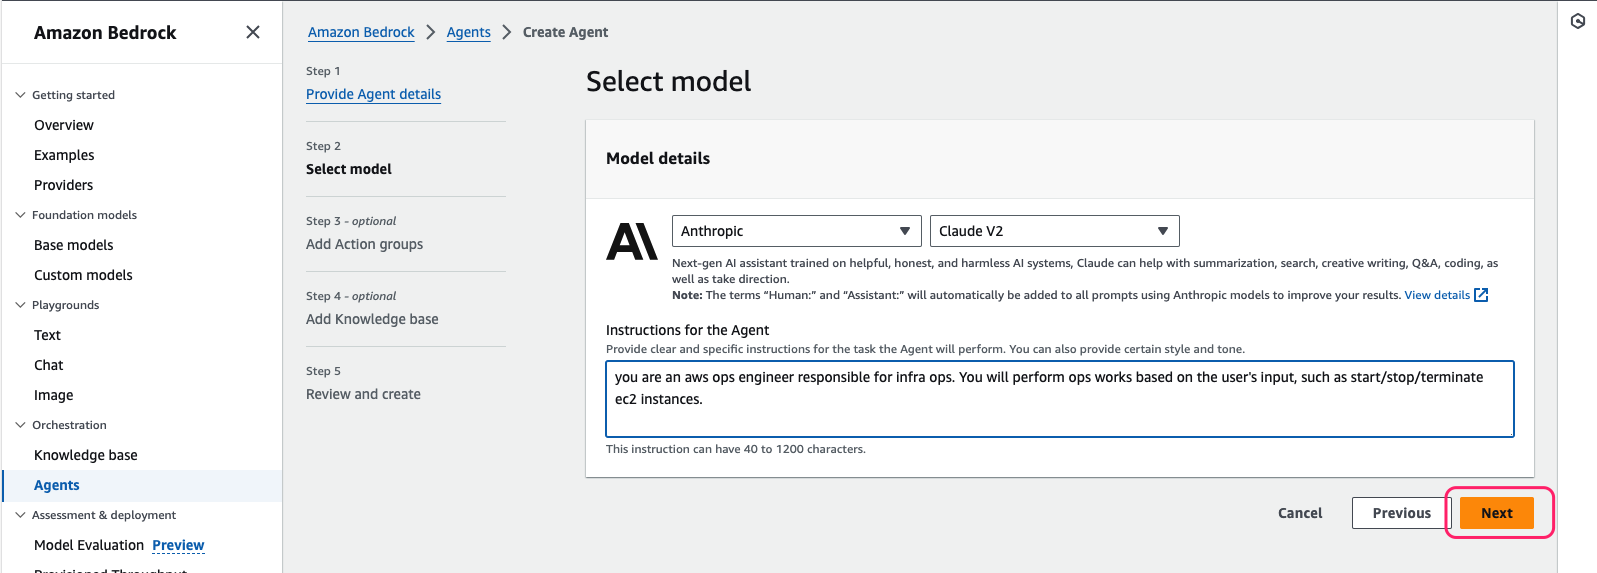 Amazon Bedrock
Getting started
Overview
Examples
Providers
Foundation models
Base models
Custom models
Playgrounds
Text
Chat
Image
Orchestration
Knowledge base
Agents
Assessment & deployment
Model Evaluation Preview
Provisioned Throughput
Amazon Bedrock > Agents > Create Agent
Step 1
Provide Agent details
Step 2
Select model
Step 3 - optional
Add Action groups
Step 4 - optional
Add Knowledge base
Step 5
Review and create
Select model
Model details
Anthropic
Claude V2
Next-gen AI assistant trained on helpful, honest, and harmless AI systems, Claude can help with summarization, search, creative writing, Q&A, coding, as
well as take direction.
Note: The terms “Human:” and “Assistant:” will automatically be added to all prompts using Anthropic models to improve your results. View details
Instructions for the Agent
Provide clear and specific instructions for the task the Agent will perform. You can also provide certain style and tone.
you are an aws ops engineer responsible for infra ops. You will perform ops works based on the user's input, such as start/stop/terminate
ec2 instances.
This instruction can have 40 to 1200 characters.
Cancel
Previous
Next